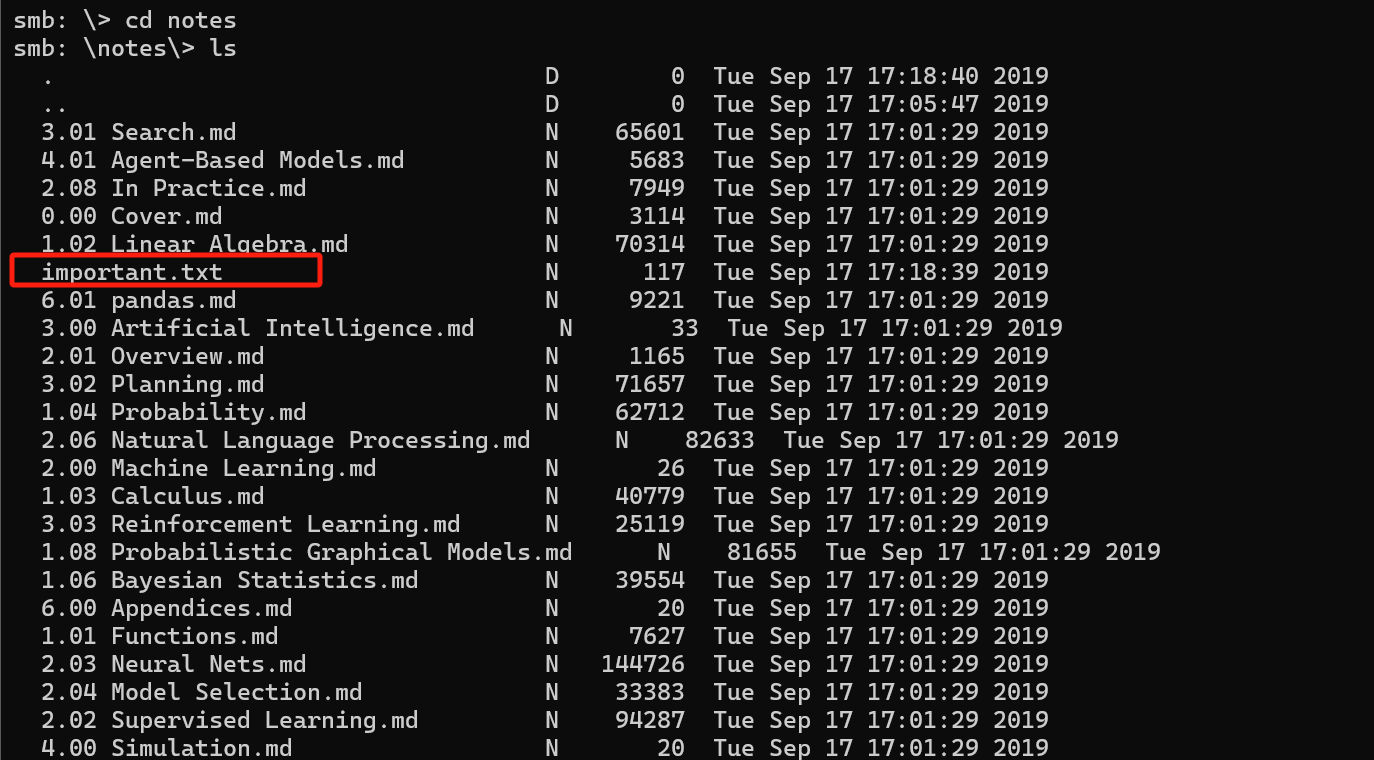 smb: \> cd notes
smb: \notes\> ls
  .                                   D        0  Tue Sep 17 17:18:40 2019
  ..                                  D        0  Tue Sep 17 17:05:47 2019
  3.01 Search.md                      N    65601  Tue Sep 17 17:01:29 2019
  4.01 Agent-Based Models.md          N     5683  Tue Sep 17 17:01:29 2019
  2.08 In Practice.md                 N     7949  Tue Sep 17 17:01:29 2019
  0.00 Cover.md                       N     3114  Tue Sep 17 17:01:29 2019
  1.02 Linear Algebra.md              N    70314  Tue Sep 17 17:01:29 2019
  important.txt                       N      117  Tue Sep 17 17:18:39 2019
  6.01 pandas.md                      N     9221  Tue Sep 17 17:01:29 2019
  3.00 Artificial Intelligence.md      N       33  Tue Sep 17 17:01:29 2019
  2.01 Overview.md                    N     1165  Tue Sep 17 17:01:29 2019
  3.02 Planning.md                    N    71657  Tue Sep 17 17:01:29 2019
  1.04 Probability.md                 N    62712  Tue Sep 17 17:01:29 2019
  2.06 Natural Language Processing.md      N    82633  Tue Sep 17 17:01:29 2019
  2.00 Machine Learning.md            N       26  Tue Sep 17 17:01:29 2019
  1.03 Calculus.md                    N    40779  Tue Sep 17 17:01:29 2019
  3.03 Reinforcement Learning.md      N    25119  Tue Sep 17 17:01:29 2019
  1.08 Probabilistic Graphical Models.md      N    81655  Tue Sep 17 17:01:29 2019
  1.06 Bayesian Statistics.md         N    39554  Tue Sep 17 17:01:29 2019
  6.00 Appendices.md                  N       20  Tue Sep 17 17:01:29 2019
  1.01 Functions.md                   N     7627  Tue Sep 17 17:01:29 2019
  2.03 Neural Nets.md                 N   144726  Tue Sep 17 17:01:29 2019
  2.04 Model Selection.md             N    33383  Tue Sep 17 17:01:29 2019
  2.02 Supervised Learning.md         N    94287  Tue Sep 17 17:01:29 2019
  4.00 Simulation.md                  N       20  Tue Sep 17 17:01:29 2019